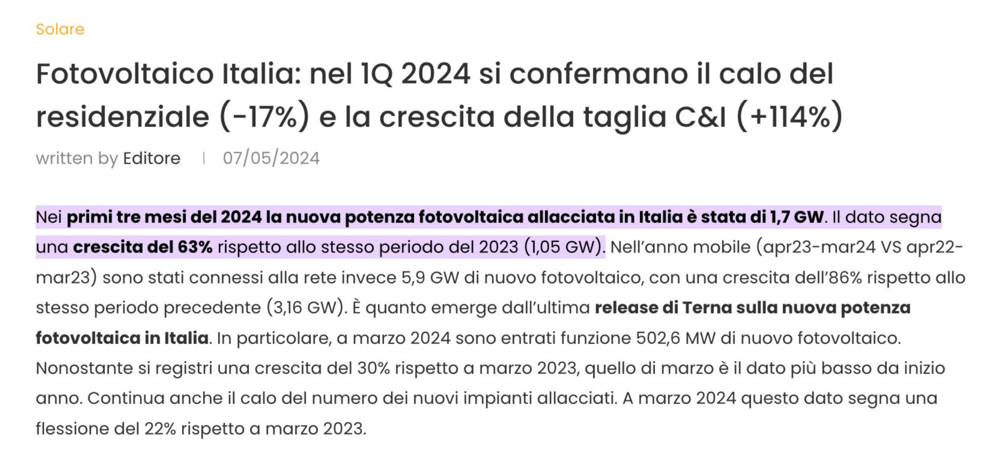 Solare
Fotovoltaico Italia: nel 1Q 2024 si confermano il calo del
residenziale (-17%) e la crescita della taglia C&I (+114%)
written by Editore | 07/05/2024
Nei primi tre mesi del 2024 la nuova potenza fotovoltaica allacciata in Italia è stata di 1,7 GW. Il dato segna
una crescita del 63% rispetto allo stesso periodo del 2023 (1,05 GW). Nell’anno mobile (apr23-mar24 VS apr22-
mar23) sono stati connessi alla rete invece 5,9 GW di nuovo fotovoltaico, con una crescita dell’86% rispetto allo
stesso periodo precedente (3,16 GW). È quanto emerge dall’ultima release di Terna sulla nuova potenza
fotovoltaica in Italia. In particolare, a marzo 2024 sono entrati funzione 502,6 MW di nuovo fotovoltaico.
Nonostante si registri una crescita del 30% rispetto a marzo 2023, quello di marzo è il dato più basso da inizio
anno. Continua anche il calo del numero dei nuovi impianti allacciati. A marzo 2024 questo dato segna una
flessione del 22% rispetto a marzo 2023.